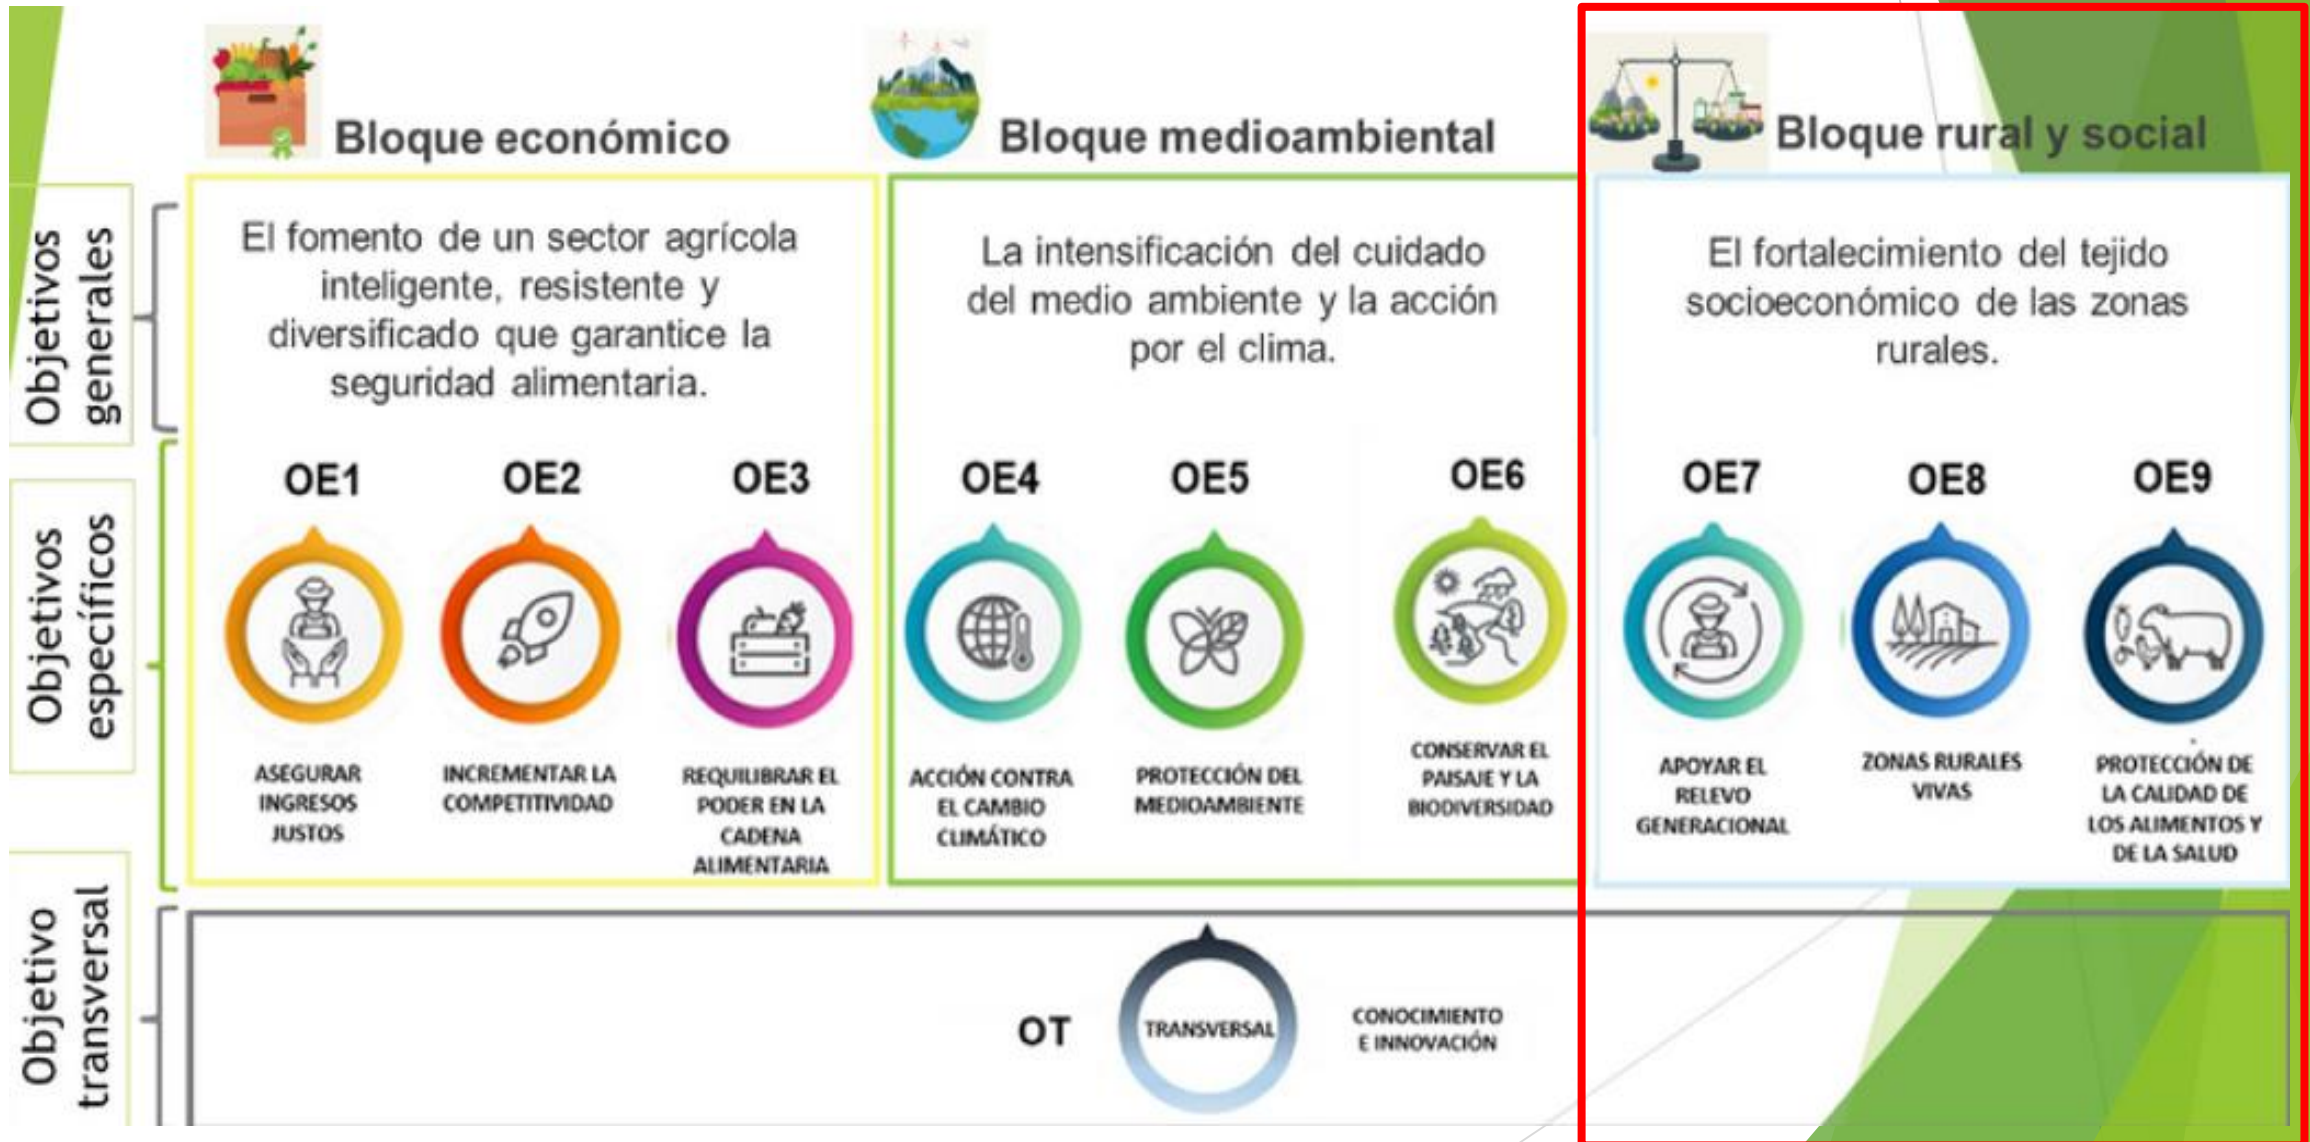 Bloque económico
Bloque medioambiental
Bloque rural y social
Objetivos
generales
El fomento de un sector agrícola
inteligente, resistente y
diversificado que garantice la
seguridad alimentaria.
La intensificación del cuidado
del medio ambiente y la acción
por el clima.
El fortalecimiento del tejido
socioeconómico de las zonas
rurales.
Objetivos
específicos
OE1
ASEGURAR
INGRESOS
JUSTOS
OE2
INCREMENTAR LA
COMPETITIVIDAD
OE3
REQUILIBRAR EL
PODER EN LA
CADENA
ALIMENTARIA
OE4
ACCIÓN CONTRA
EL CAMBIO
CLIMÁTICO
OE5
PROTECCIÓN DEL
MEDIOAMBIENTE
OE6
CONSERVAR EL
PAISAJE Y LA
BIODIVERSIDAD
OE7
APOYAR EL
RELEVO
GENERACIONAL
OE8
ZONAS RURALES
VIVAS
OE9
PROTECCIÓN DE
LA CALIDAD DE
LOS ALIMENTOS Y
DE LA SALUD
Objetivo
transversal
OT
TRANSVERSAL
CONOCIMIENTO
E INNOVACIÓN